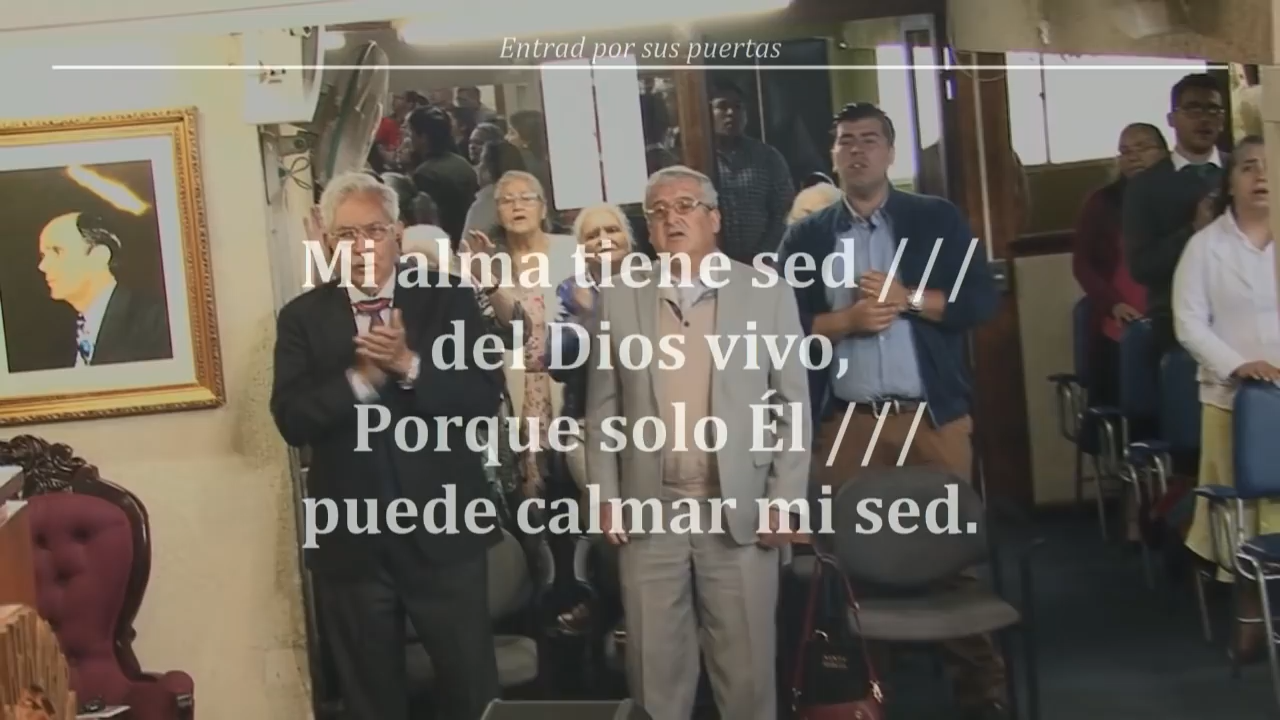 Entrad por sus puertas
Mi alma tiene sed ///
del Dios vivo,
Porque solo Él ///
puede calmar mi sed.